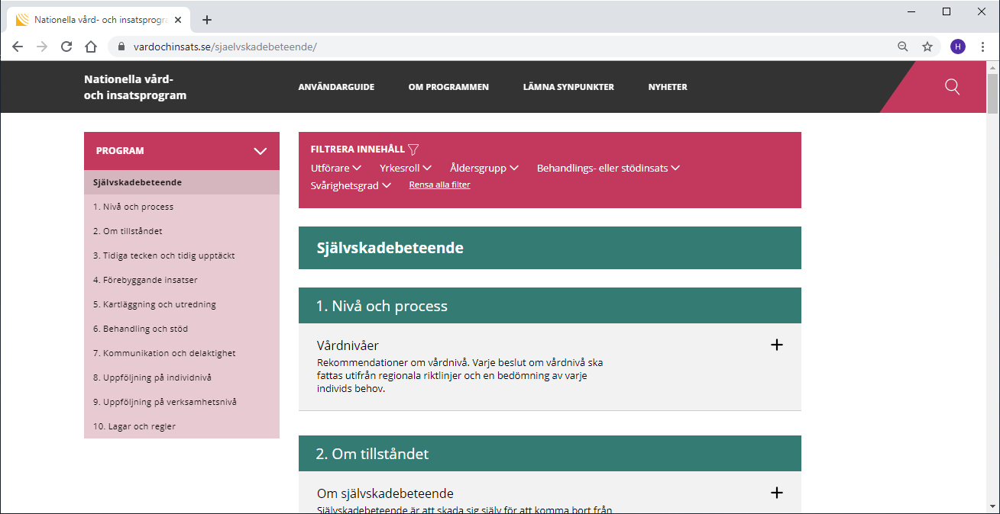 Nationella vård- och insatsprogra
vardochinsats.se/sjaelvskadebeteende/
H
Nationella vård-
och insatsprogram
ANVÄNDARGUIDE
OM PROGRAMMEN
LÄMNA SYNPUNKTER
NYHETER
PROGRAM
Självskadebeteende
1. Nivå och process
2. Om tillståndet
3. Tidiga tecken och tidig upptäckt
4. Förebyggande insatser
5. Kartläggning och utredning
6. Behandling och stöd
7. Kommunikation och delaktighet
8. Uppföljning på individnivå
9. Uppföljning på verksamhetsnivå
10. Lagar och regler
FILTRERA INNEHÅLL
Utförare Yrkesroll Åldersgrupp Behandlings- eller stödinsats
Svårighetsgrad Rensa alla filter
Självskadebeteende
1. Nivå och process
Vårdnivåer
Rekommendationer om vårdnivå. Varje beslut om vårdnivå ska
fattas utifrån regionala riktlinjer och en bedömning av varje
individs behov.
2. Om tillståndet
Om självskadebeteende
Självskadebeteende är att skada sig själv för att komma bort från